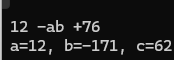 12 -ab +76
a=12, b=-171, c=62